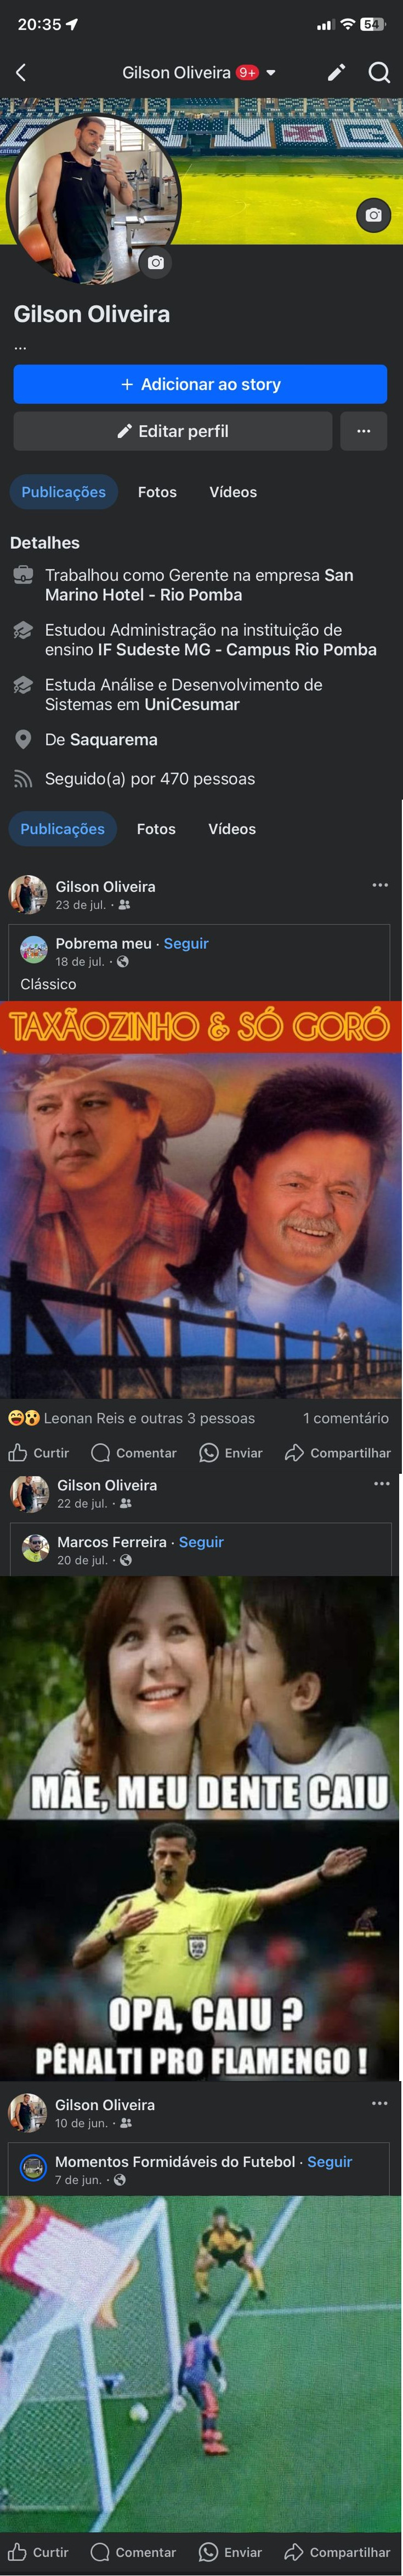 20:35
54
Gilson Oliveira 9+
Gilson Oliveira
...
+ Adicionar ao story
Editar perfil
...
Publicações Fotos Vídeos
Detalhes
Trabalhou como Gerente na empresa San
Marino Hotel - Rio Pomba
Estudou Administração na instituição de
ensino IF Sudeste MG - Campus Rio Pomba
Estuda Análise e Desenvolvimento de
Sistemas em UniCesumar
De Saquarema
Seguido(a) por 470 pessoas
Publicações Fotos Vídeos
Gilson Oliveira
23 de jul. ·
Pobrema meu · Seguir
18 de jul. ·
Clássico
TAXÃOZINHO & SÓ GORÓ
Leonan Reis e outras 3 pessoas 1 comentário
Curtir Comentar Enviar Compartilhar
Gilson Oliveira
22 de jul. ·
Marcos Ferreira · Seguir
20 de jul. ·
MÃE, MEU DENTE CAIU
OPA, CAIU ?
PÊNALTI PRO FLAMENGO !
Gilson Oliveira
10 de jun. ·
Momentos Formidáveis do Futebol · Seguir
7 de jun. ·
Curtir Comentar Enviar Compartilhar